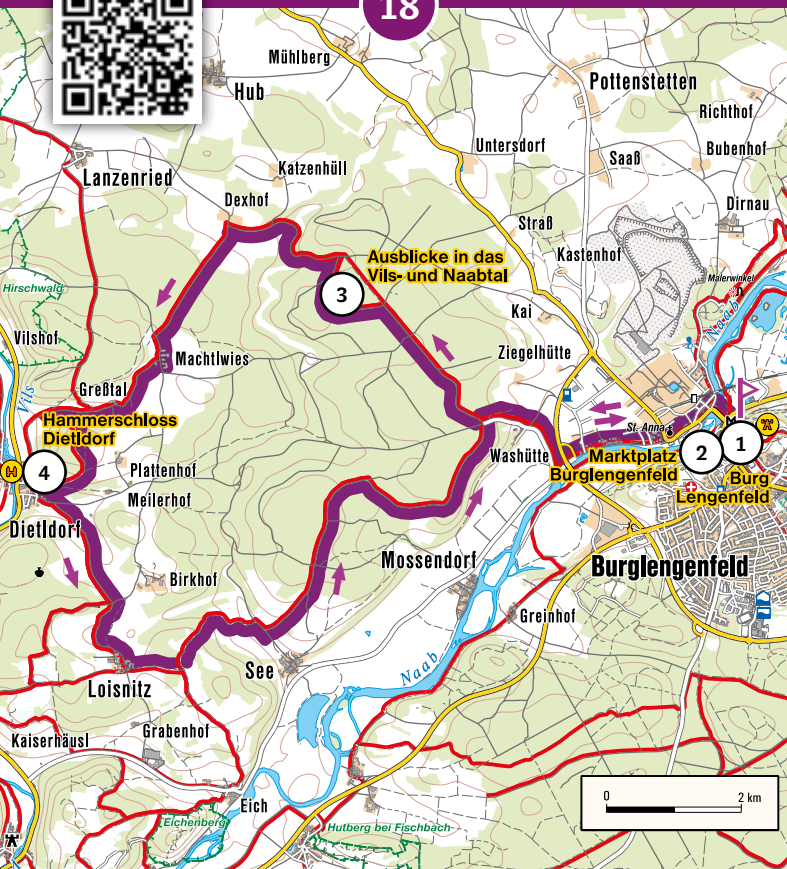 18
Mühlberg
Hub
Pottenstetten
Richthof
Untersdorf
Bubenhof
Saaß
Katzenhüll
Lanzenried
Dexhof
Dirnau
Straß
Kastenhof
Ausblicke in das
Vils- und Naabtal
Malerwinkel
Hirschwald
3
Naab
Kai
Vilshof
Machtlwies
Ziegelhütte
Vils
Greßtal
Hammerschloss
Dietldorf
St. Anna
Washütte
Marktplatz
Burglengenfeld
2
1
4
Plattenhof
Burg
Lengenfeld
Meilerhof
Dietldorf
Mossendorf
Burglengenfeld
Birkhof
Greinhof
See
Naab
Loisnitz
Grabenhof
Kaiserhäusl
0
2 km
Eich
Eichenberg
Hutberg bei Fischbach